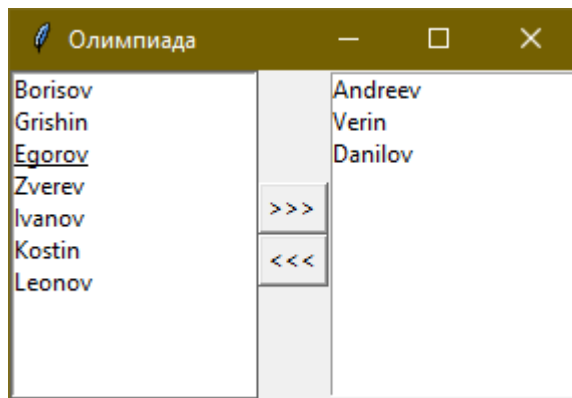 Олимпиада
Borisov
Grishin
Egorov
Zverev
Ivanov
Kostin
Leonov
>>>
<<<
Andreev
Verin
Danilov